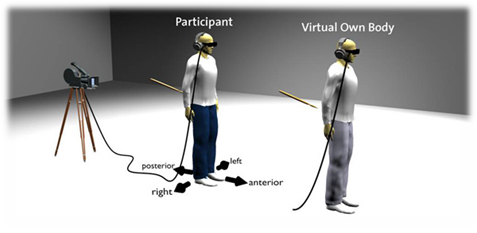 Participant
Virtual Own Body
posterior
left
right
anterior